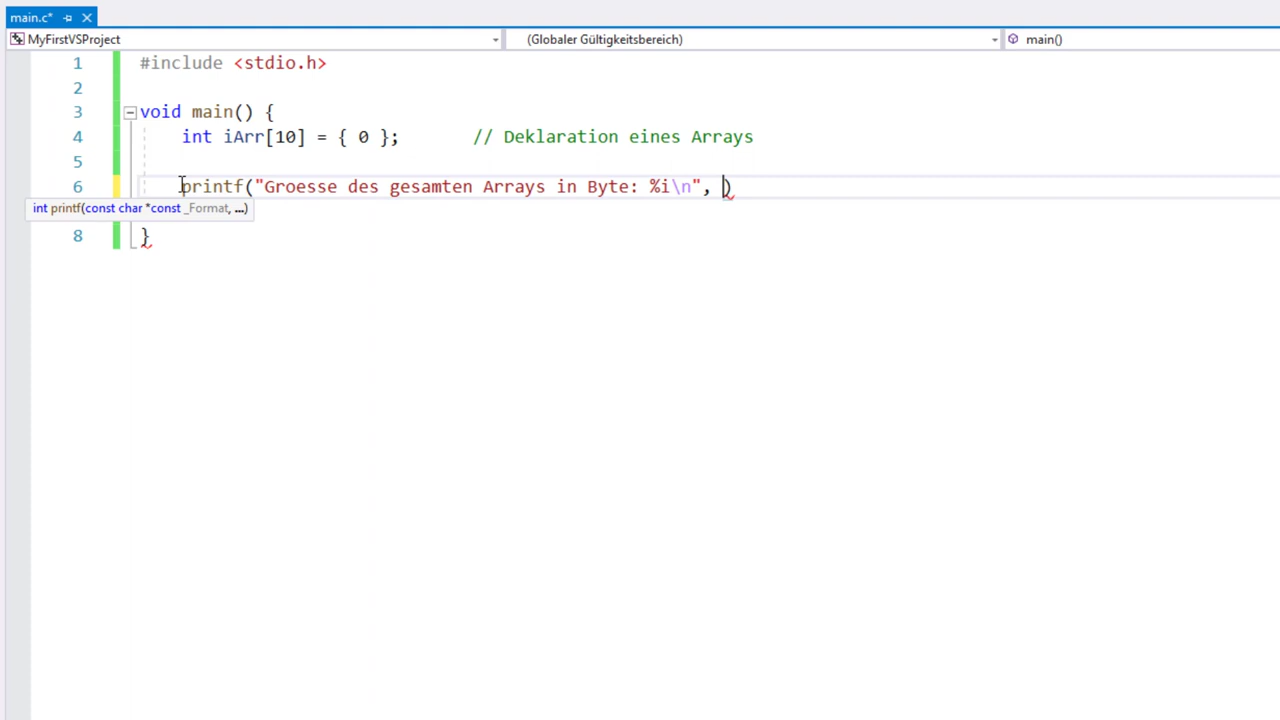 main.c*
MyFirstVSProject (Globaler Gültigkeitsbereich) main()
1 #include <stdio.h>
2
3 void main() {
4 int iArr[10] = { 0 }; // Deklaration eines Arrays
5
6 printf("Groesse des gesamten Arrays in Byte: %i\n", )
int printf(const char *const _Format, ...)
8 }